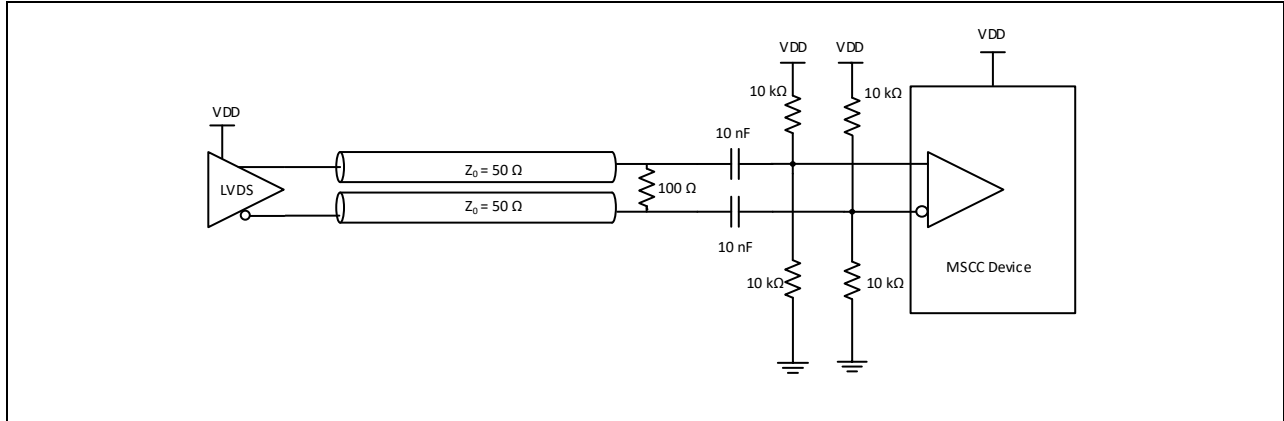 VDD
VDD
VDD
VDD
10 kΩ
10 kΩ
10 nF
LVDS
Z₀ = 50 Ω
100 Ω
Z₀ = 50 Ω
10 nF
MSCC Device
10 kΩ
10 kΩ